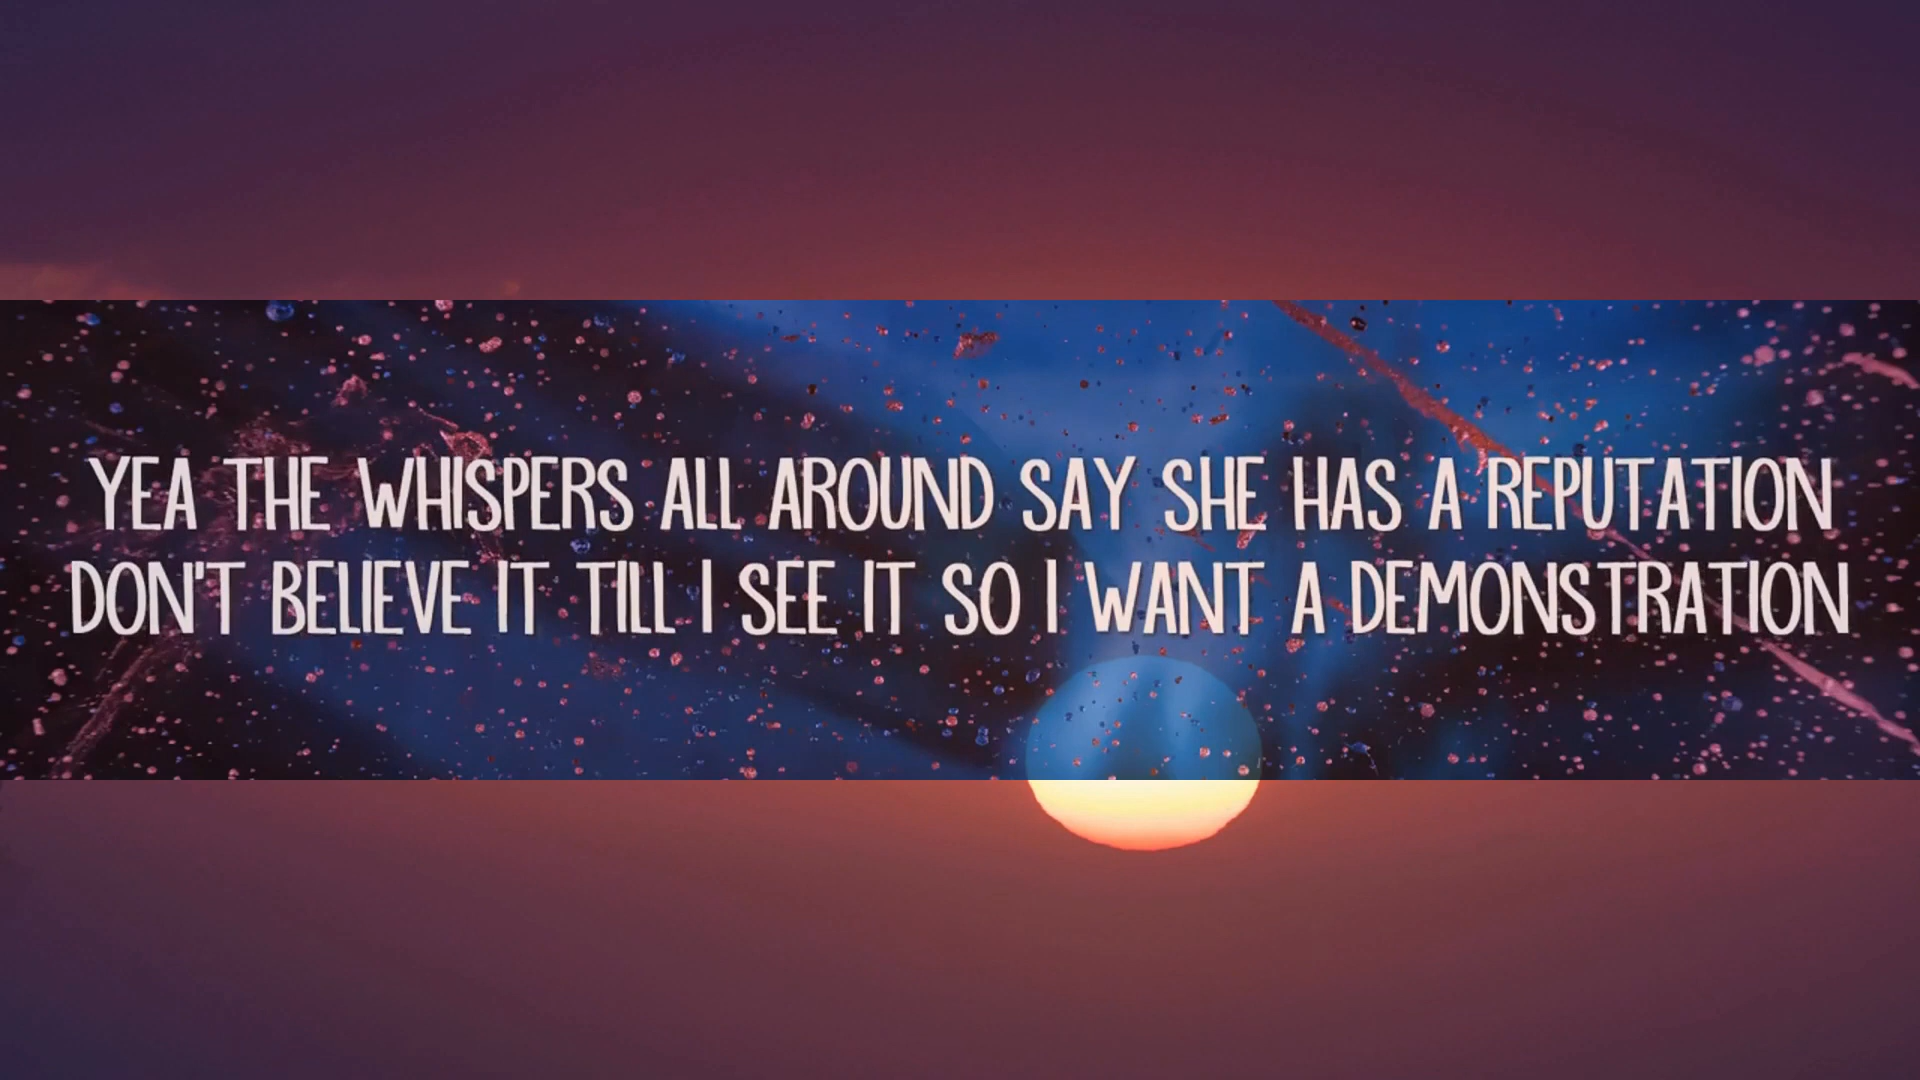 YEA THE WHISPERS ALL AROUND SAY SHE HAS A REPUTATION
DON'T BELIEVE IT TILL I SEE IT SO I WANT A DEMONSTRATION